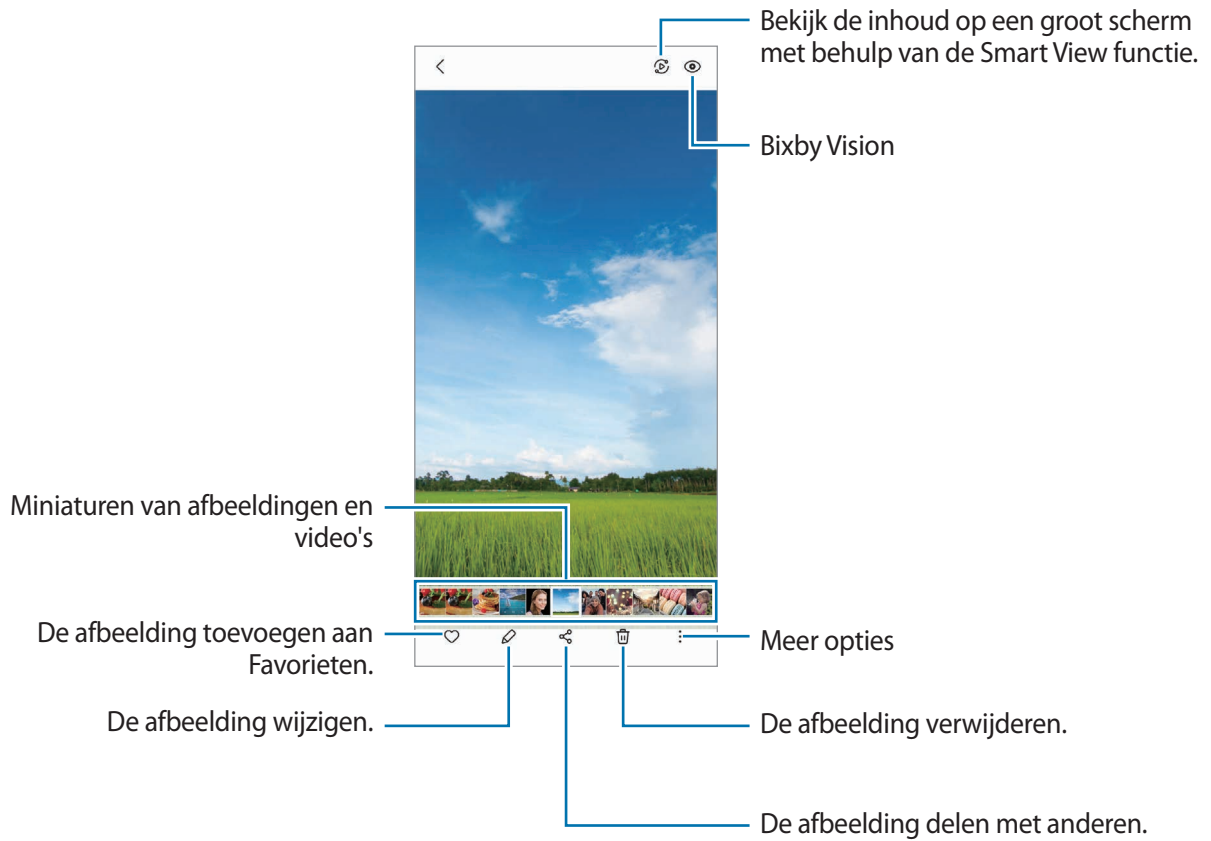 Bekijk de inhoud op een groot scherm
met behulp van de Smart View functie.
Bixby Vision
Miniaturen van afbeeldingen en
video's
De afbeelding toevoegen aan
Favorieten.
Meer opties
De afbeelding wijzigen.
De afbeelding verwijderen.
De afbeelding delen met anderen.